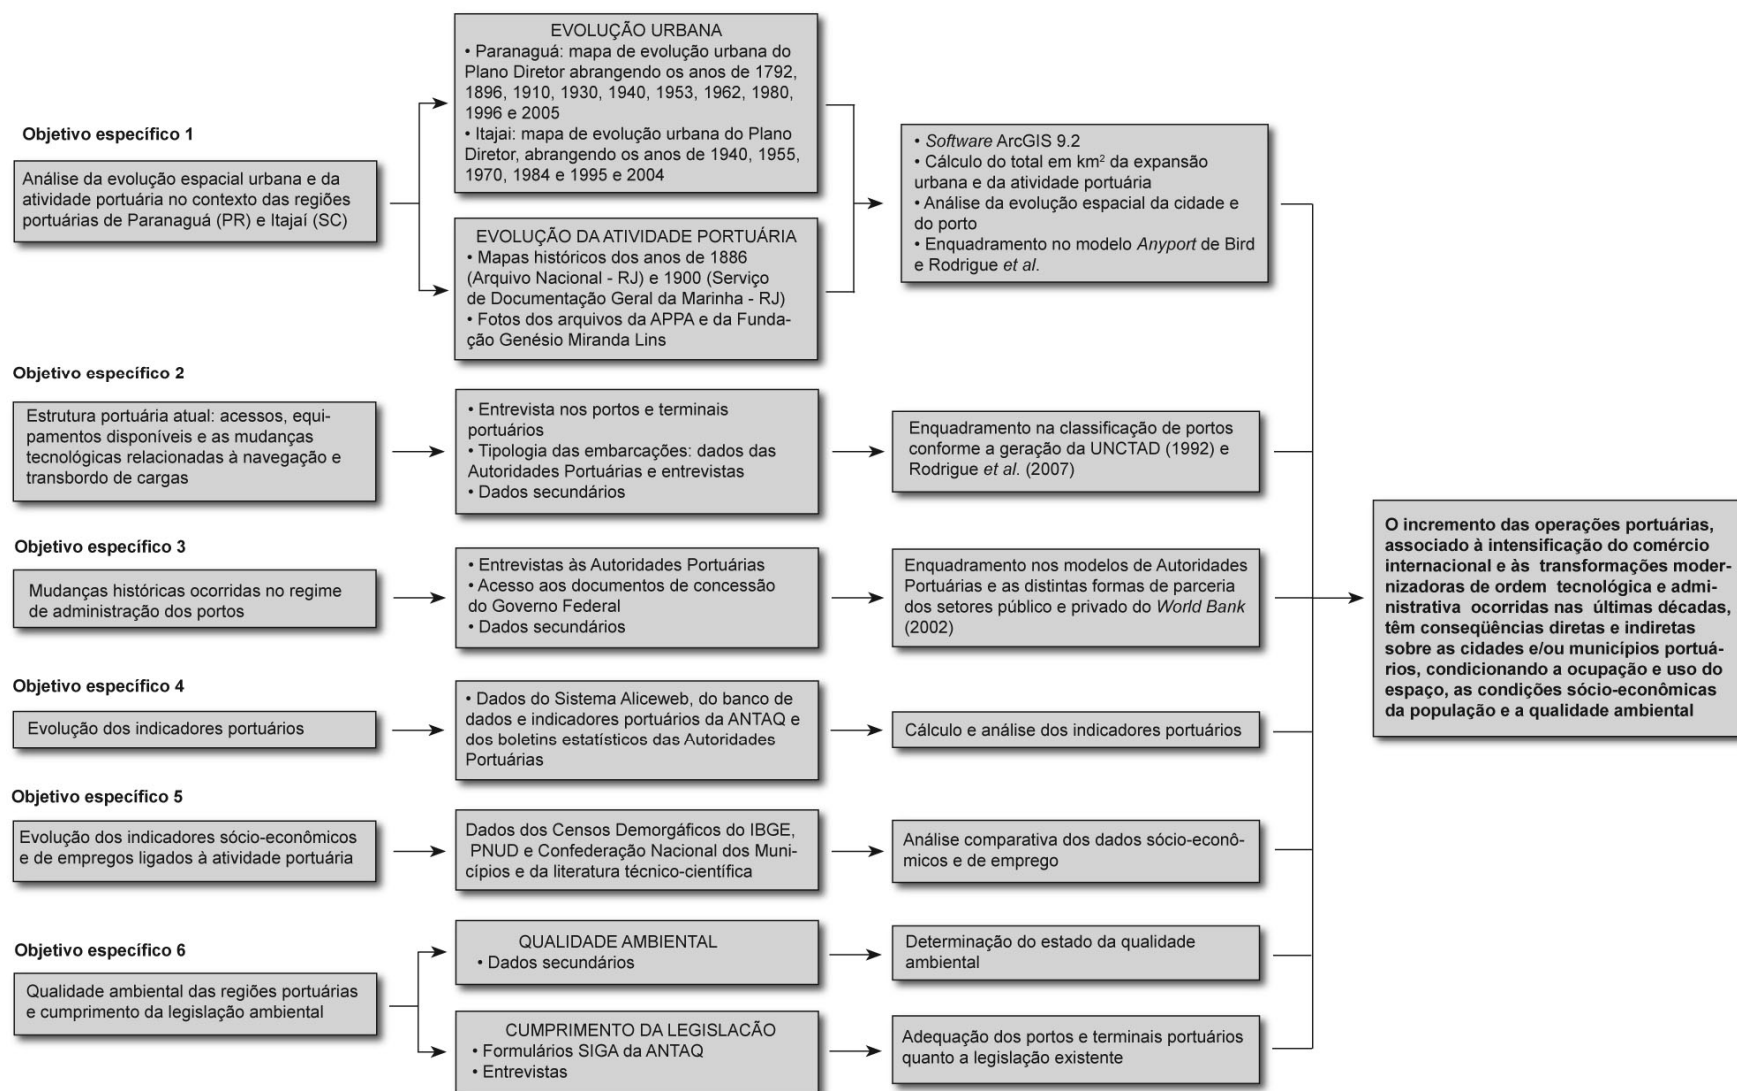 Objetivo específico 1
Análise da evolução espacial urbana e da
atividade portuária no contexto das regiões
portuárias de Paranaguá (PR) e Itajaí (SC)
EVOLUÇÃO URBANA
• Paranaguá: mapa de evolução urbana do
Plano Diretor abrangendo os anos de 1792,
1896, 1910, 1930, 1940, 1953, 1962, 1980,
1996 e 2005
• Itajai: mapa de evolução urbana do Plano
Diretor, abrangendo os anos de 1940, 1955,
1970, 1984 e 1995 e 2004
EVOLUÇÃO DA ATIVIDADE PORTUÁRIA
• Mapas históricos dos anos de 1886
(Arquivo Nacional - RJ) e 1900 (Serviço
de Documentação Geral da Marinha - RJ)
• Fotos dos arquivos da APPA e da Funda-
ção Genésio Miranda Lins
• Software ArcGIS 9.2
• Cálculo do total em km² da expansão
urbana e da atividade portuária
• Análise da evolução espacial da cidade e
do porto
• Enquadramento no modelo Anyport de Bird
e Rodrigue et al.
Objetivo específico 2
Estrutura portuária atual: acessos, equi-
pamentos disponíveis e as mudanças
tecnológicas relacionadas à navegação e
transbordo de cargas
• Entrevista nos portos e terminais
portuários
• Tipologia das embarcações: dados das
Autoridades Portuárias e entrevistas
• Dados secundários
Enquadramento na classificação de portos
conforme a geração da UNCTAD (1992) e
Rodrigue et al. (2007)
Objetivo específico 3
Mudanças históricas ocorridas no regime
de administração dos portos
• Entrevistas às Autoridades Portuárias
• Acesso aos documentos de concessão
do Governo Federal
• Dados secundários
Enquadramento nos modelos de Autoridades
Portuárias e as distintas formas de parceria
dos setores público e privado do World Bank
(2002)
Objetivo específico 4
Evolução dos indicadores portuários
• Dados do Sistema Aliceweb, do banco de
dados e indicadores portuários da ANTAQ e
dos boletins estatísticos das Autoridades
Portuárias
Cálculo e análise dos indicadores portuários
Objetivo específico 5
Evolução dos indicadores sócio-econômicos
e de empregos ligados à atividade portuária
Dados dos Censos Demorgáficos do IBGE,
PNUD e Confederação Nacional dos Muni-
cípios e da literatura técnico-científica
Análise comparativa dos dados sócio-econô-
micos e de emprego
Objetivo específico 6
Qualidade ambiental das regiões portuárias
e cumprimento da legislação ambiental
QUALIDADE AMBIENTAL
• Dados secundários
Determinação do estado da qualidade
ambiental
CUMPRIMENTO DA LEGISLACÃO
• Formulários SIGA da ANTAQ
• Entrevistas
Adequação dos portos e terminais portuários
quanto a legislação existente
O incremento das operações portuárias,
associado à intensificação do comércio
internacional e às transformações moder-
nizadoras de ordem tecnológica e admi-
nistrativa ocorridas nas últimas décadas,
têm conseqüências diretas e indiretas
sobre as cidades e/ou municípios portuá-
rios, condicionando a ocupação e uso do
espaço, as condições sócio-econômicas
da população e a qualidade ambiental